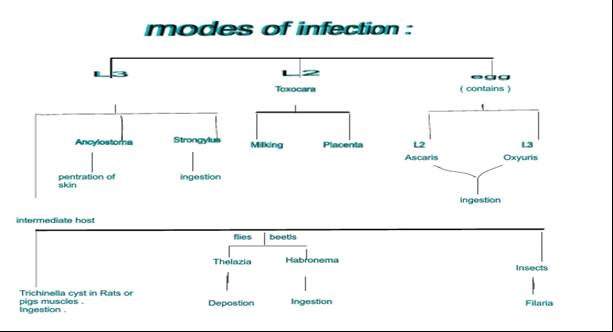 modes of infection :
L3
L2
egg
Toxocara
( contains )
Ancylostoma
Strongylus
Milking
Placenta
L2
L3
Ascaris
Oxyuris
pentration of
skin
ingestion
ingestion
intermediate host
flies
beetls
Thelazia
Habronema
Insects
Trichinella cyst in Rats or
pigs muscles .
Ingestion .
Depostion
Ingestion
Filaria